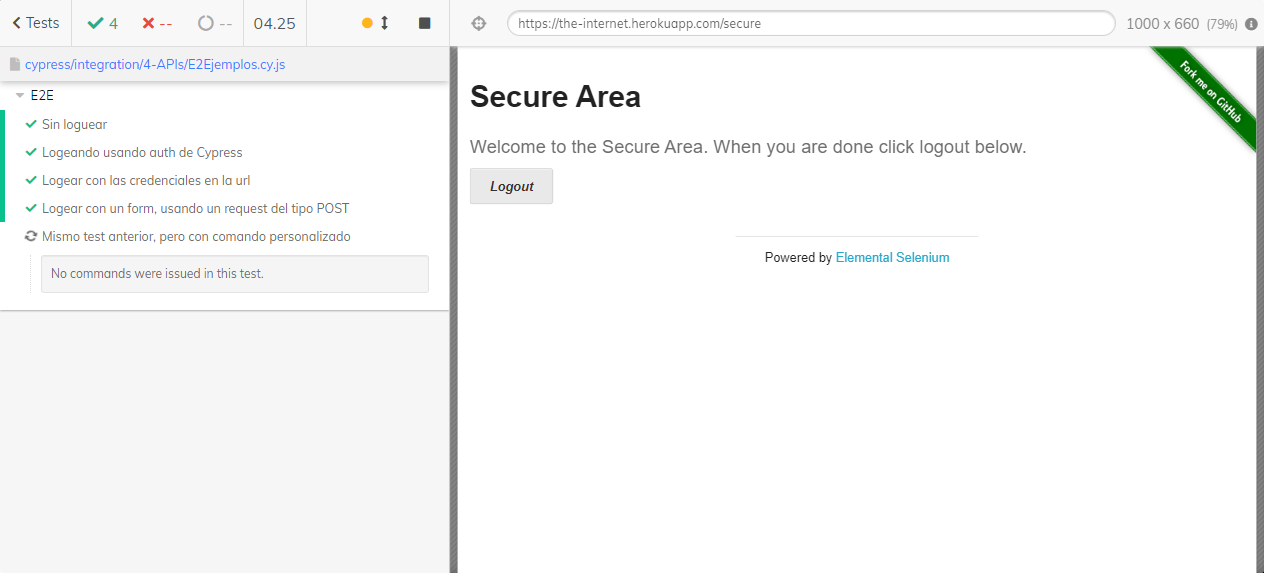 Tests 4 -- -- 04.25
https://the-internet.herokuapp.com/secure 1000 x 660 (79%)
cypress/integration/4-APIs/E2Ejemplos.cy.js
E2E
Sin loguear
Logeando usando auth de Cypress
Logear con las credenciales en la url
Logear con un form, usando un request del tipo POST
Mismo test anterior, pero con comando personalizado
No commands were issued in this test.
Fork me on GitHub
Secure Area
Welcome to the Secure Area. When you are done click logout below.
Logout
Powered by Elemental Selenium